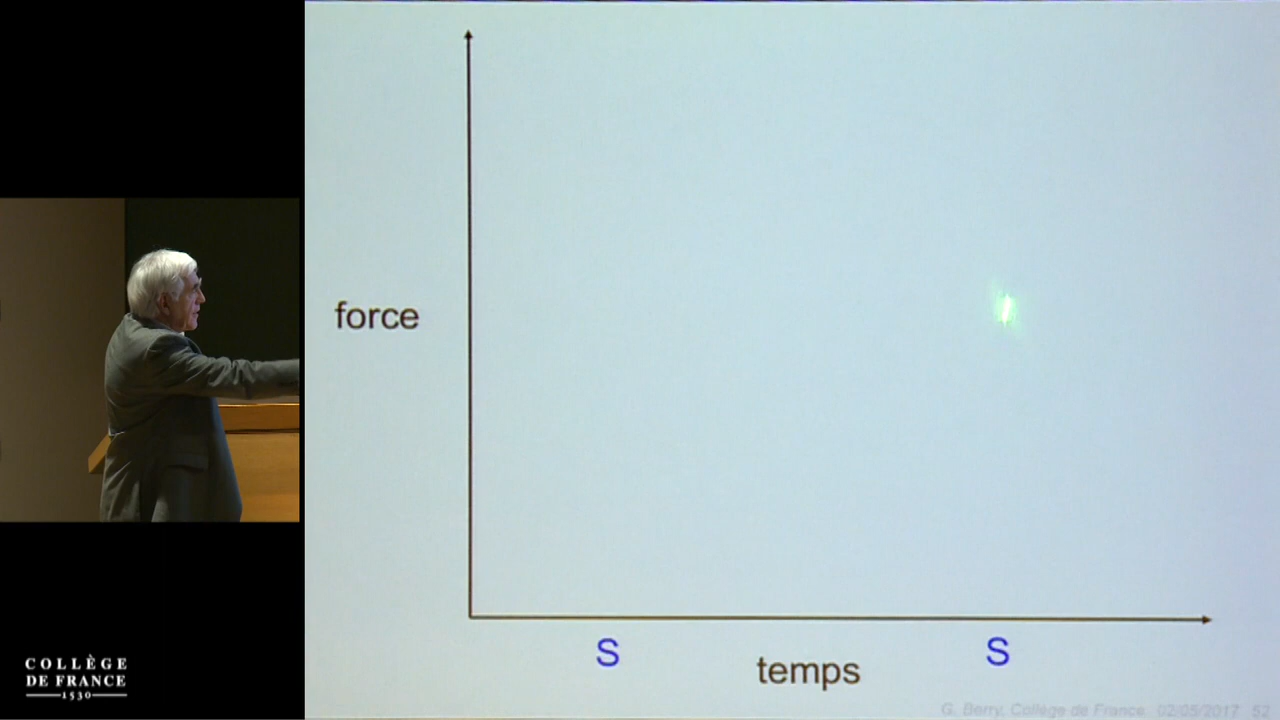 force
S
S
temps
G. Berry, Collège de France 02/05/2017 52
COLLÈGE
DE FRANCE
1530